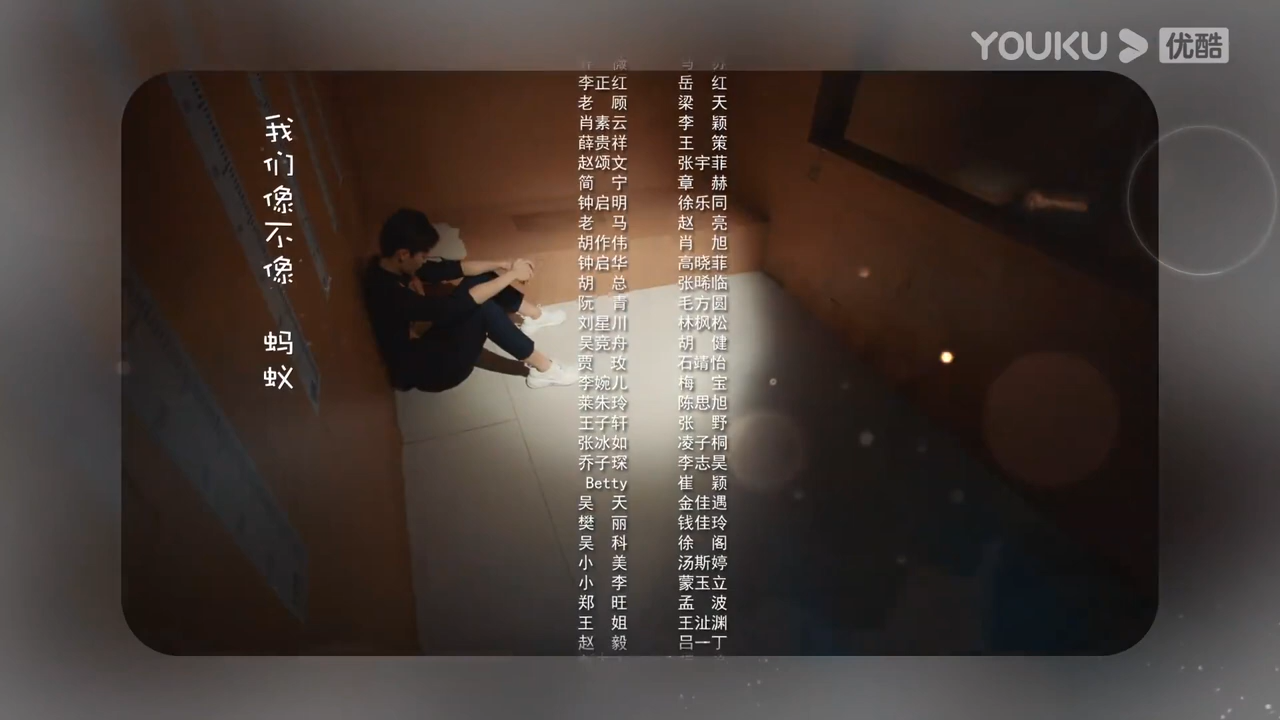 YOUKU 优酷
我们像不像 蚂蚁
李正红 岳红
老顾 梁天
肖素云 李颖
薛贵祥 王策
赵颂文 张宇菲
简宁 章赫
钟启明 徐乐同
老马 赵亮
胡作伟 肖旭
钟启华 高晓菲
胡总 张晞临
阮青 毛方圆
刘星川 林枫松
吴竞舟 胡健
贾玫 石靖怡
李婉儿 梅宝
莱朱玲 陈思旭
王子轩 张野
张冰如 凌子桐
乔子琛 李志昊
Betty 崔颖
吴天 金佳遇
樊丽 钱佳玲
吴科 徐阁
小美 汤斯婷
小李 蒙玉立
郑旺 孟波
王姐 王沚渊
赵毅 吕一丁